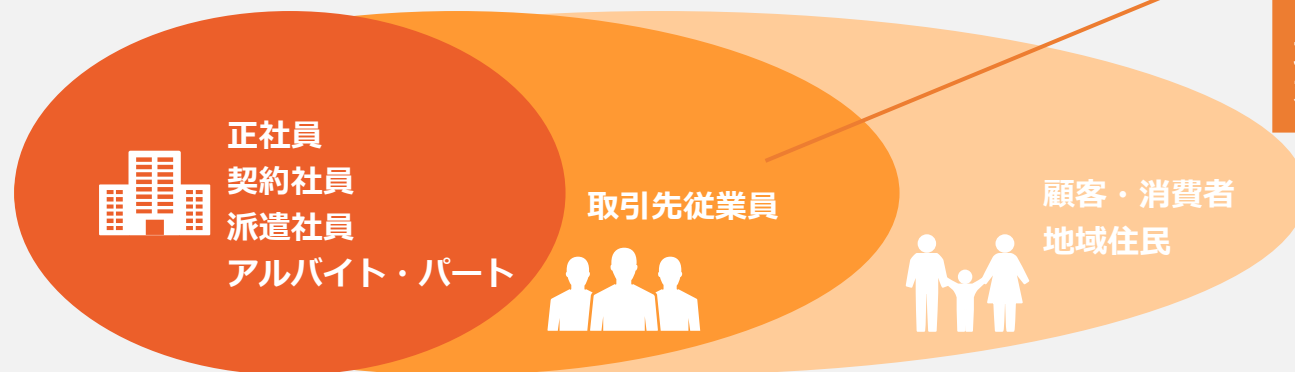 正社員
契約社員
派遣社員
アルバイト・パート
取引先従業員
顧客・消費者
地域住民